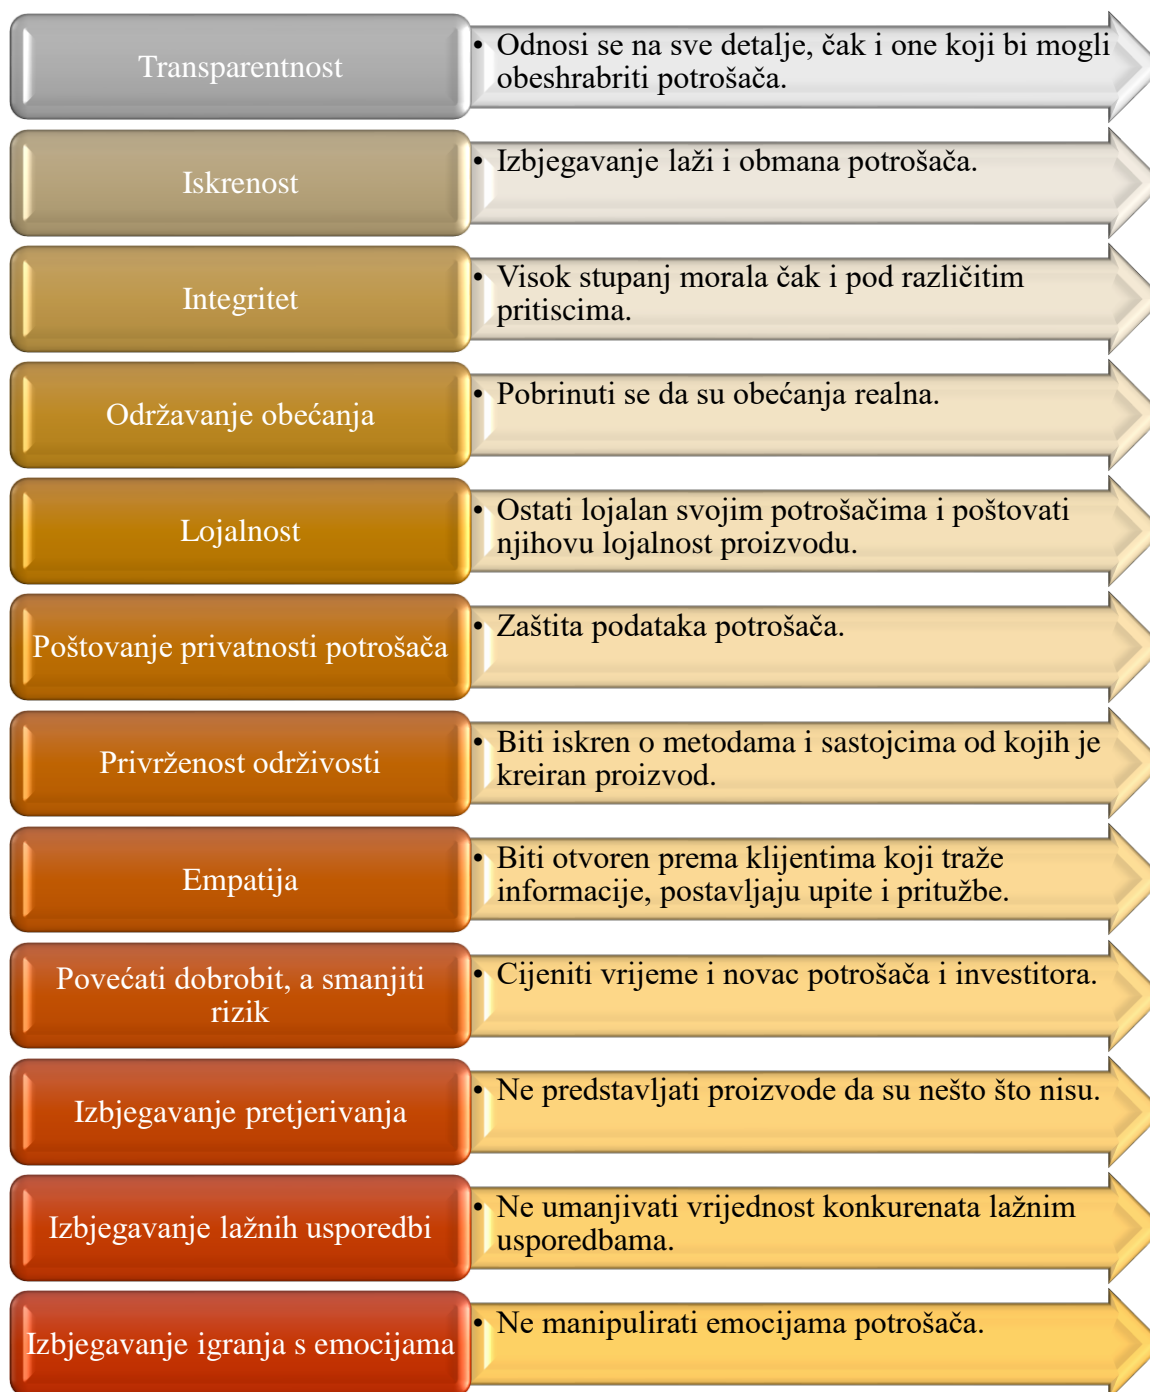 Transparentnost
• Odnosi se na sve detalje, čak i one koji bi mogli
obeshrabriti potrošača.
Iskrenost
• Izbjegavanje laži i obmana potrošača.
Integritet
• Visok stupanj morala čak i pod različitim
pritiscima.
Održavanje obećanja
• Pobrinuti se da su obećanja realna.
Lojalnost
• Ostati lojalan svojim potrošačima i poštovati
njihovu lojalnost proizvodu.
Poštovanje privatnosti potrošača
• Zaštita podataka potrošača.
Privrženost održivosti
• Biti iskren o metodama i sastojcima od kojih je
kreiran proizvod.
Empatija
• Biti otvoren prema klijentima koji traže
informacije, postavljaju upite i pritužbe.
Povećati dobrobit, a smanjiti
rizik
• Cijeniti vrijeme i novac potrošača i investitora.
Izbjegavanje pretjerivanja
• Ne predstavljati proizvode da su nešto što nisu.
Izbjegavanje lažnih usporedbi
• Ne umanjivati vrijednost konkurenata lažnim
usporedbama.
Izbjegavanje igranja s emocijama
• Ne manipulirati emocijama potrošača.